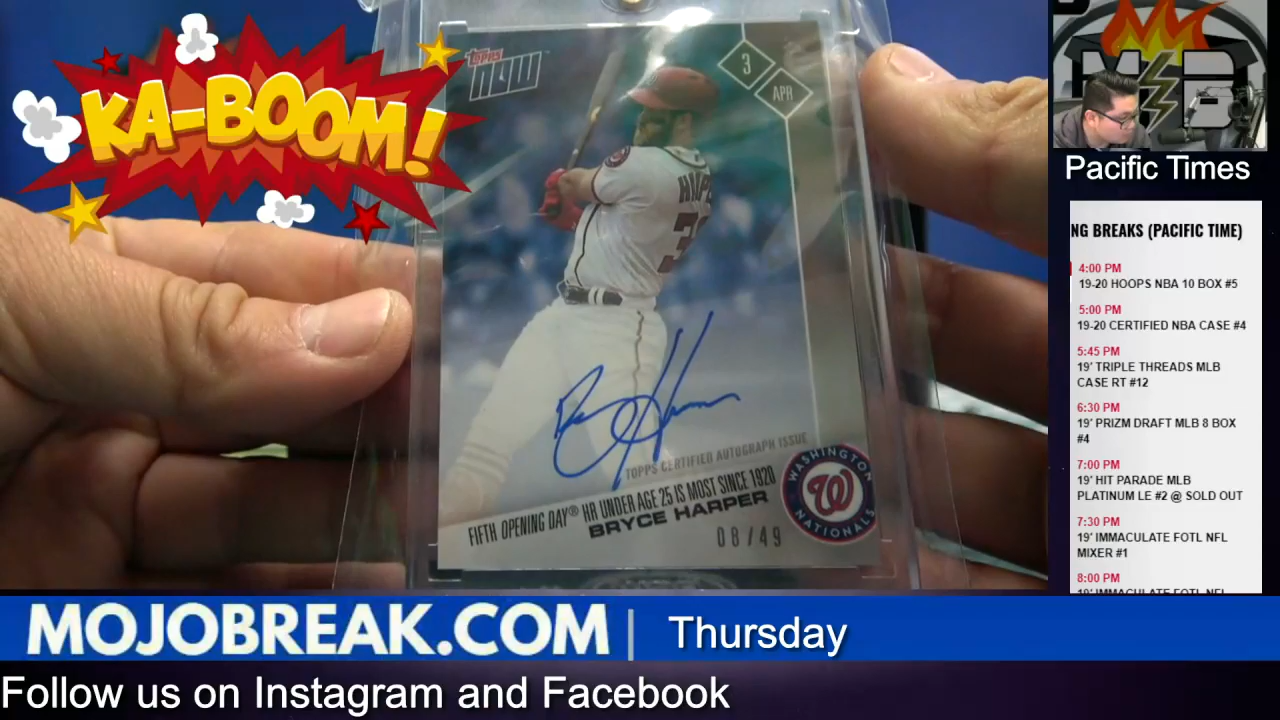 KA-BOOM!
TOPPS
NOW
3
APR
TOPPS CERTIFIED AUTOGRAPH ISSUE
FIFTH OPENING DAY® HR UNDER AGE 25 IS MOST SINCE 1920
BRYCE HARPER
08/49
WASHINGTON
W
NATIONALS
Pacific Times
NG BREAKS (PACIFIC TIME)
4:00 PM
19-20 HOOPS NBA 10 BOX #5
5:00 PM
19-20 CERTIFIED NBA CASE #4
5:45 PM
19' TRIPLE THREADS MLB
CASE RT #12
6:30 PM
19' PRIZM DRAFT MLB 8 BOX
#4
7:00 PM
19' HIT PARADE MLB
PLATINUM LE #2 @ SOLD OUT
7:30 PM
19' IMMACULATE FOTL NFL
MIXER #1
8:00 PM
19' IMMACULATE FOTL NFL
MOJOBREAK.COM | Thursday
Follow us on Instagram and Facebook